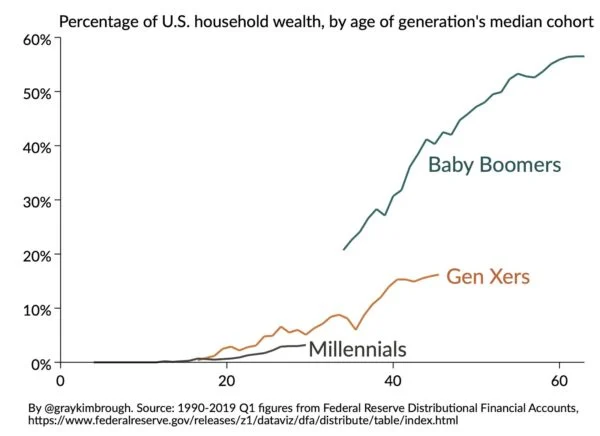 Percentage of U.S. household wealth, by age of generation's median cohort
60%
50%
40%
30%
20%
10%
0%
Baby Boomers
Gen Xers
Millennials
0
20
40
60
By @graykimbrough. Source: 1990-2019 Q1 figures from Federal Reserve Distributional Financial Accounts,
https://www.federalreserve.gov/releases/z1/dataviz/dfa/distribute/table/index.html